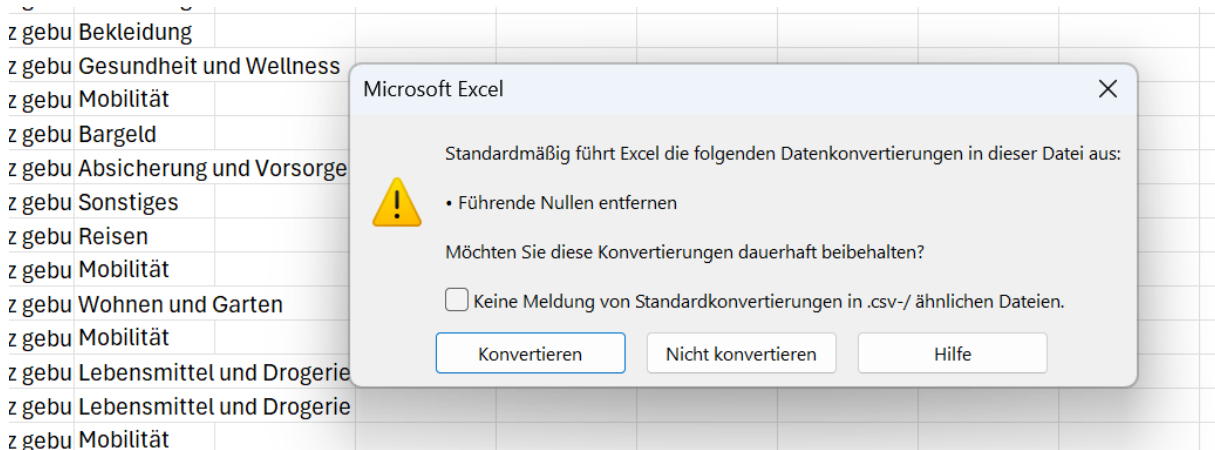 z gebu Bekleidung
z gebu Gesundheit und Wellness
z gebu Mobilität
z gebu Bargeld
z gebu Absicherung und Vorsorge
z gebu Sonstiges
z gebu Reisen
z gebu Mobilität
z gebu Wohnen und Garten
z gebu Mobilität
z gebu Lebensmittel und Drogerie
z gebu Lebensmittel und Drogerie
z gebu Mobilität
Microsoft Excel
Standardmäßig führt Excel die folgenden Datenkonvertierungen in dieser Datei aus:
• Führende Nullen entfernen
Möchten Sie diese Konvertierungen dauerhaft beibehalten?
Keine Meldung von Standardkonvertierungen in .csv-/ ähnlichen Dateien.
Konvertieren Nicht konvertieren Hilfe